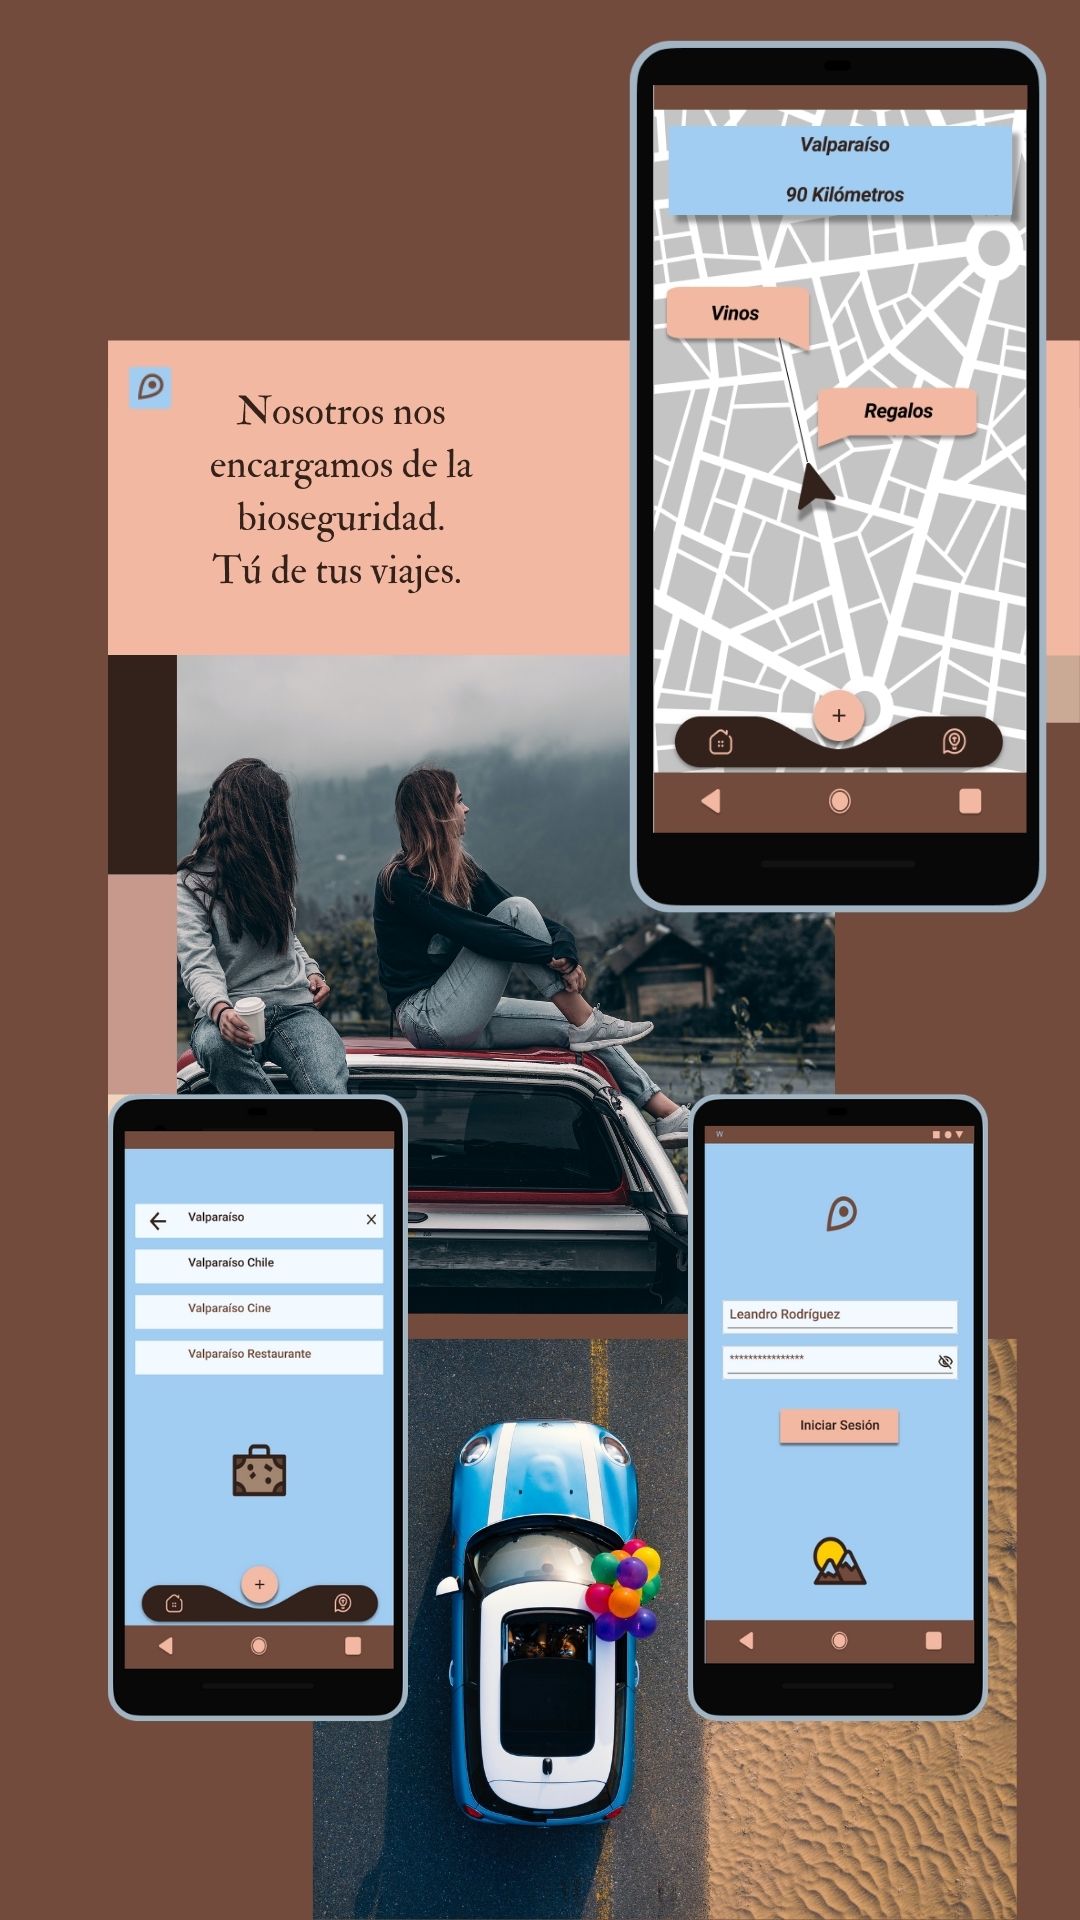 Valparaíso
90 Kilómetros
Vinos
Regalos
Nosotros nos
encargamos de la
bioseguridad.
Tú de tus viajes.
+
Valparaíso
Valparaíso Chile
Valparaíso Cine
Valparaíso Restaurante
+
W
Leandro Rodríguez
****************
Iniciar Sesión